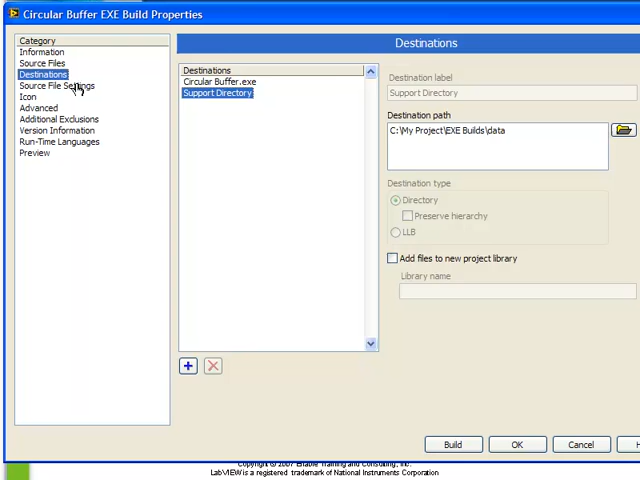 Circular Buffer EXE Build Properties
Category
Information
Source Files
Destinations
Source File Settings
Icon
Advanced
Additional Exclusions
Version Information
Run-Time Languages
Preview
Destinations
Destinations
Circular Buffer.exe
Support Directory
Destination label
Support Directory
Destination path
C:\My Project\EXE Builds\data
Destination type
Directory
Preserve hierarchy
LLB
Add files to new project library
Library name
Build
OK
Cancel
H
Copyright © 2007 Enable Training and Consulting, Inc.
LabVIEW is a registered trademark of National Instruments Corporation